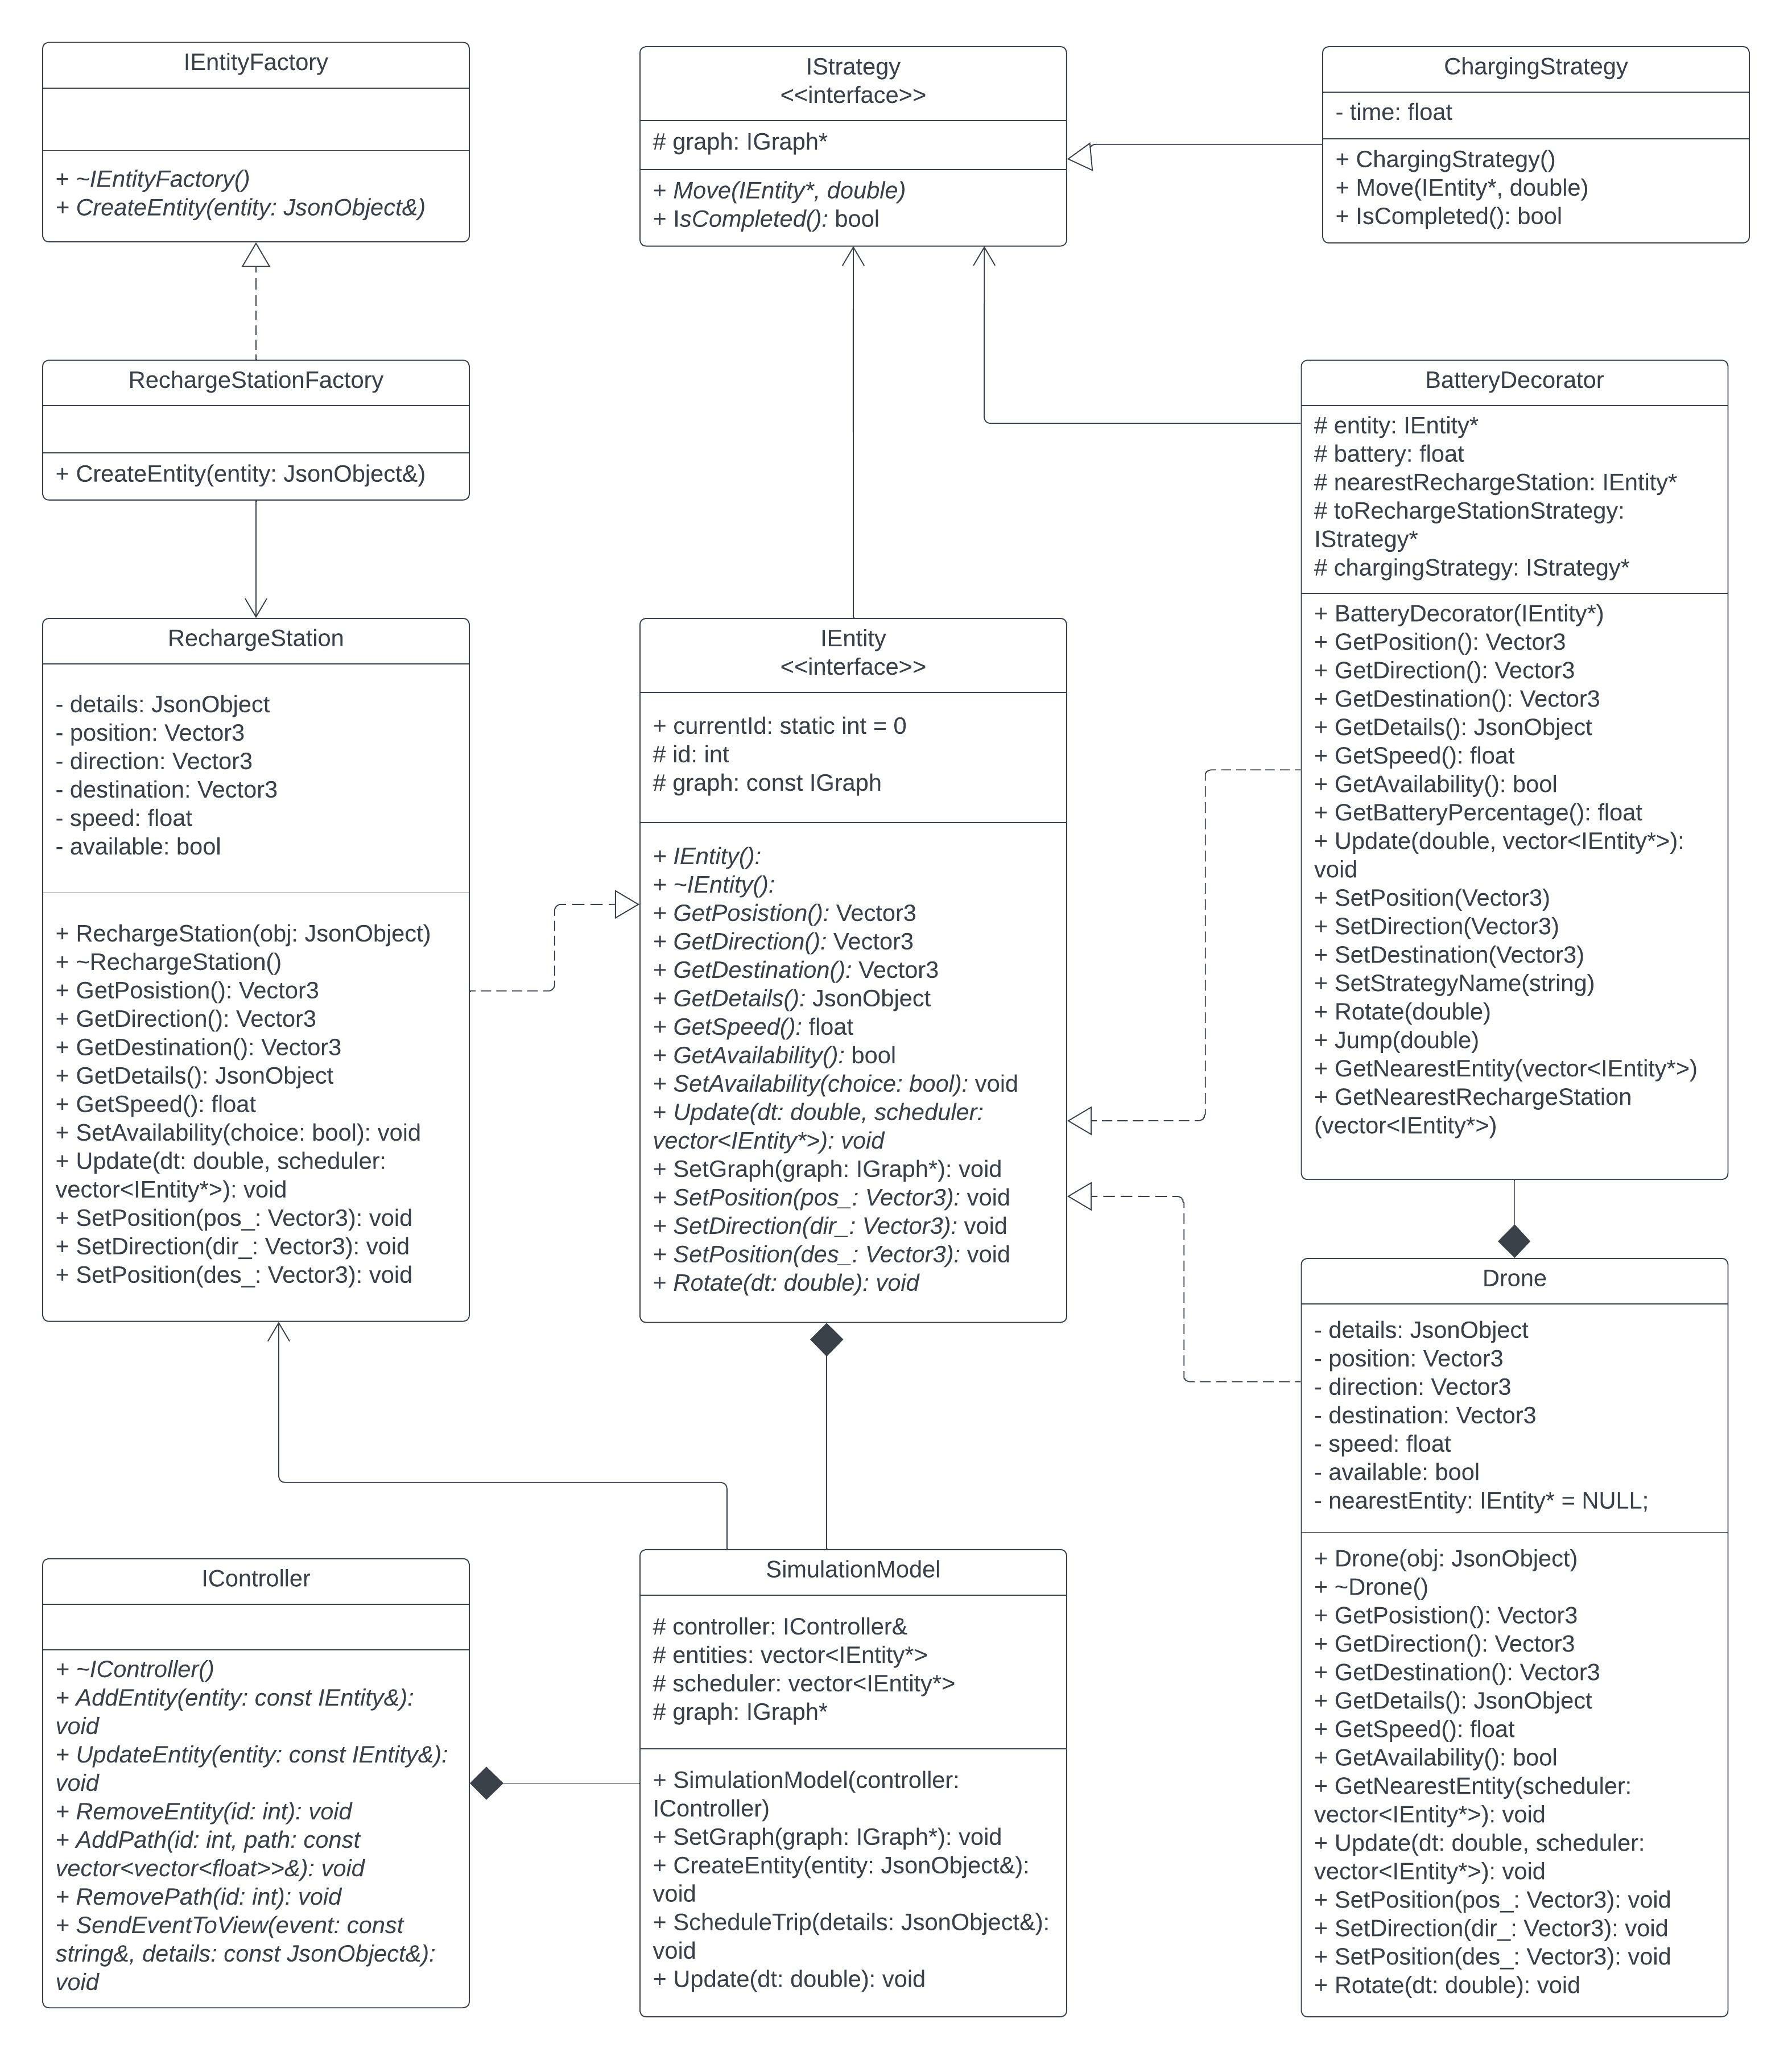 IEntityFactory
+ ~IEntityFactory()
+ CreateEntity(entity: JsonObject&)
IStrategy
<<interface>>
# graph: IGraph*
+ Move(IEntity*, double)
+ IsCompleted(): bool
ChargingStrategy
- time: float
+ ChargingStrategy()
+ Move(IEntity*, double)
+ IsCompleted(): bool
RechargeStationFactory
+ CreateEntity(entity: JsonObject&)
BatteryDecorator
# entity: IEntity*
# battery: float
# nearestRechargeStation: IEntity*
# toRechargeStationStrategy:
IStrategy*
# chargingStrategy: IStrategy*
+ BatteryDecorator(IEntity*)
+ GetPosition(): Vector3
+ GetDirection(): Vector3
+ GetDestination(): Vector3
+ GetDetails(): JsonObject
+ GetSpeed(): float
+ GetAvailability(): bool
+ GetBatteryPercentage(): float
+ Update(double, vector<IEntity*>):
void
+ SetPosition(Vector3)
+ SetDirection(Vector3)
+ SetDestination(Vector3)
+ SetStrategyName(string)
+ Rotate(double)
+ Jump(double)
+ GetNearestEntity(vector<IEntity*>)
+ GetNearestRechargeStation
(vector<IEntity*>)
RechargeStation
- details: JsonObject
- position: Vector3
- direction: Vector3
- destination: Vector3
- speed: float
- available: bool
+ RechargeStation(obj: JsonObject)
+ ~RechargeStation()
+ GetPosistion(): Vector3
+ GetDirection(): Vector3
+ GetDestination(): Vector3
+ GetDetails(): JsonObject
+ GetSpeed(): float
+ SetAvailability(choice: bool): void
+ Update(dt: double, scheduler:
vector<IEntity*>): void
+ SetPosition(pos_: Vector3): void
+ SetDirection(dir_: Vector3): void
+ SetPosition(des_: Vector3): void
IEntity
<<interface>>
+ currentId: static int = 0
# id: int
# graph: const IGraph
+ IEntity():
+ ~IEntity():
+ GetPosistion(): Vector3
+ GetDirection(): Vector3
+ GetDestination(): Vector3
+ GetDetails(): JsonObject
+ GetSpeed(): float
+ GetAvailability(): bool
+ SetAvailability(choice: bool): void
+ Update(dt: double, scheduler:
vector<IEntity*>): void
+ SetGraph(graph: IGraph*): void
+ SetPosition(pos_: Vector3): void
+ SetDirection(dir_: Vector3): void
+ SetPosition(des_: Vector3): void
+ Rotate(dt: double): void
Drone
- details: JsonObject
- position: Vector3
- direction: Vector3
- destination: Vector3
- speed: float
- available: bool
- nearestEntity: IEntity* = NULL;
+ Drone(obj: JsonObject)
+ ~Drone()
+ GetPosistion(): Vector3
+ GetDirection(): Vector3
+ GetDestination(): Vector3
+ GetDetails(): JsonObject
+ GetSpeed(): float
+ GetAvailability(): bool
+ GetNearestEntity(scheduler:
vector<IEntity*>): void
+ Update(dt: double, scheduler:
vector<IEntity*>): void
+ SetPosition(pos_: Vector3): void
+ SetDirection(dir_: Vector3): void
+ SetPosition(des_: Vector3): void
+ Rotate(dt: double): void
IController
+ ~IController()
+ AddEntity(entity: const IEntity&):
void
+ UpdateEntity(entity: const IEntity&):
void
+ RemoveEntity(id: int): void
+ AddPath(id: int, path: const
vector<vector<float>>&): void
+ RemovePath(id: int): void
+ SendEventToView(event: const
string&, details: const JsonObject&):
void
SimulationModel
# controller: IController&
# entities: vector<IEntity*>
# scheduler: vector<IEntity*>
# graph: IGraph*
+ SimulationModel(controller:
IController)
+ SetGraph(graph: IGraph*): void
+ CreateEntity(entity: JsonObject&):
void
+ ScheduleTrip(details: JsonObject&):
void
+ Update(dt: double): void